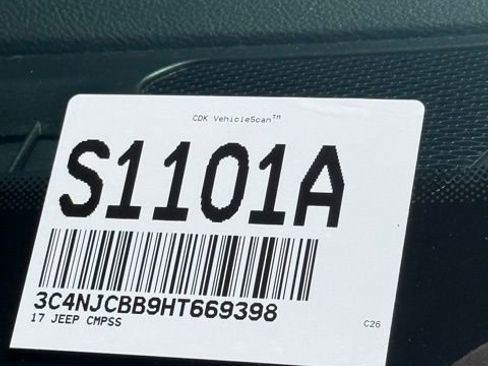 CDK VehicleScan™
S1101A
3C4NJCBB9HT669398
17 JEEP CMPSS
C26